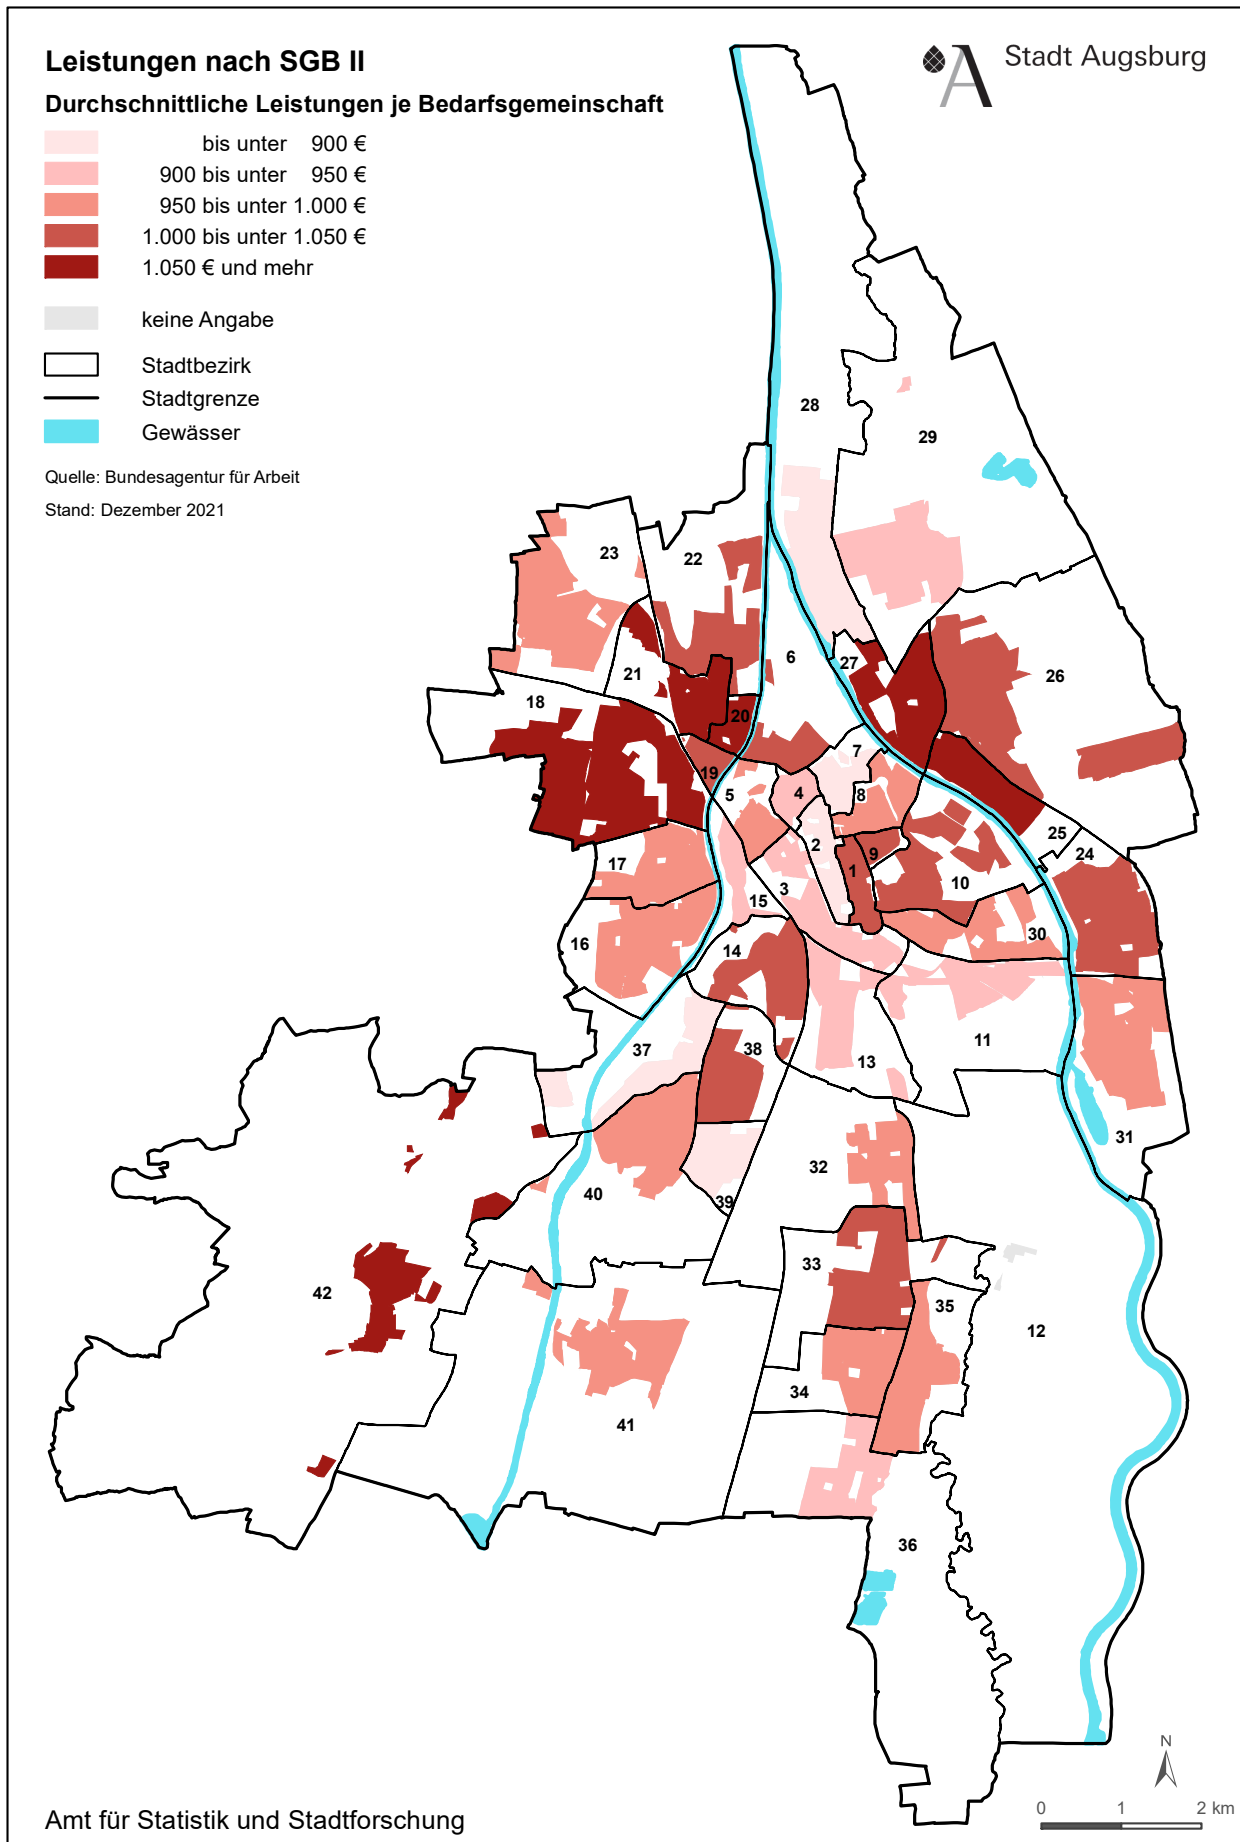 Leistungen nach SGB II
Durchschnittliche Leistungen je Bedarfsgemeinschaft
bis unter 900 €
900 bis unter 950 €
950 bis unter 1.000 €
1.000 bis unter 1.050 €
1.050 € und mehr
keine Angabe
Stadtbezirk
Stadtgrenze
Gewässer
Quelle: Bundesagentur für Arbeit
Stand: Dezember 2021
Stadt Augsburg
28
29
23
22
6
27
26
21
18
20
7
19
5
4
8
25
2
24
17
9
1
10
3
15
16
14
30
11
37
38
13
31
32
40
39
33
42
35
12
34
41
36
N
0 1 2 km
Amt für Statistik und Stadtforschung